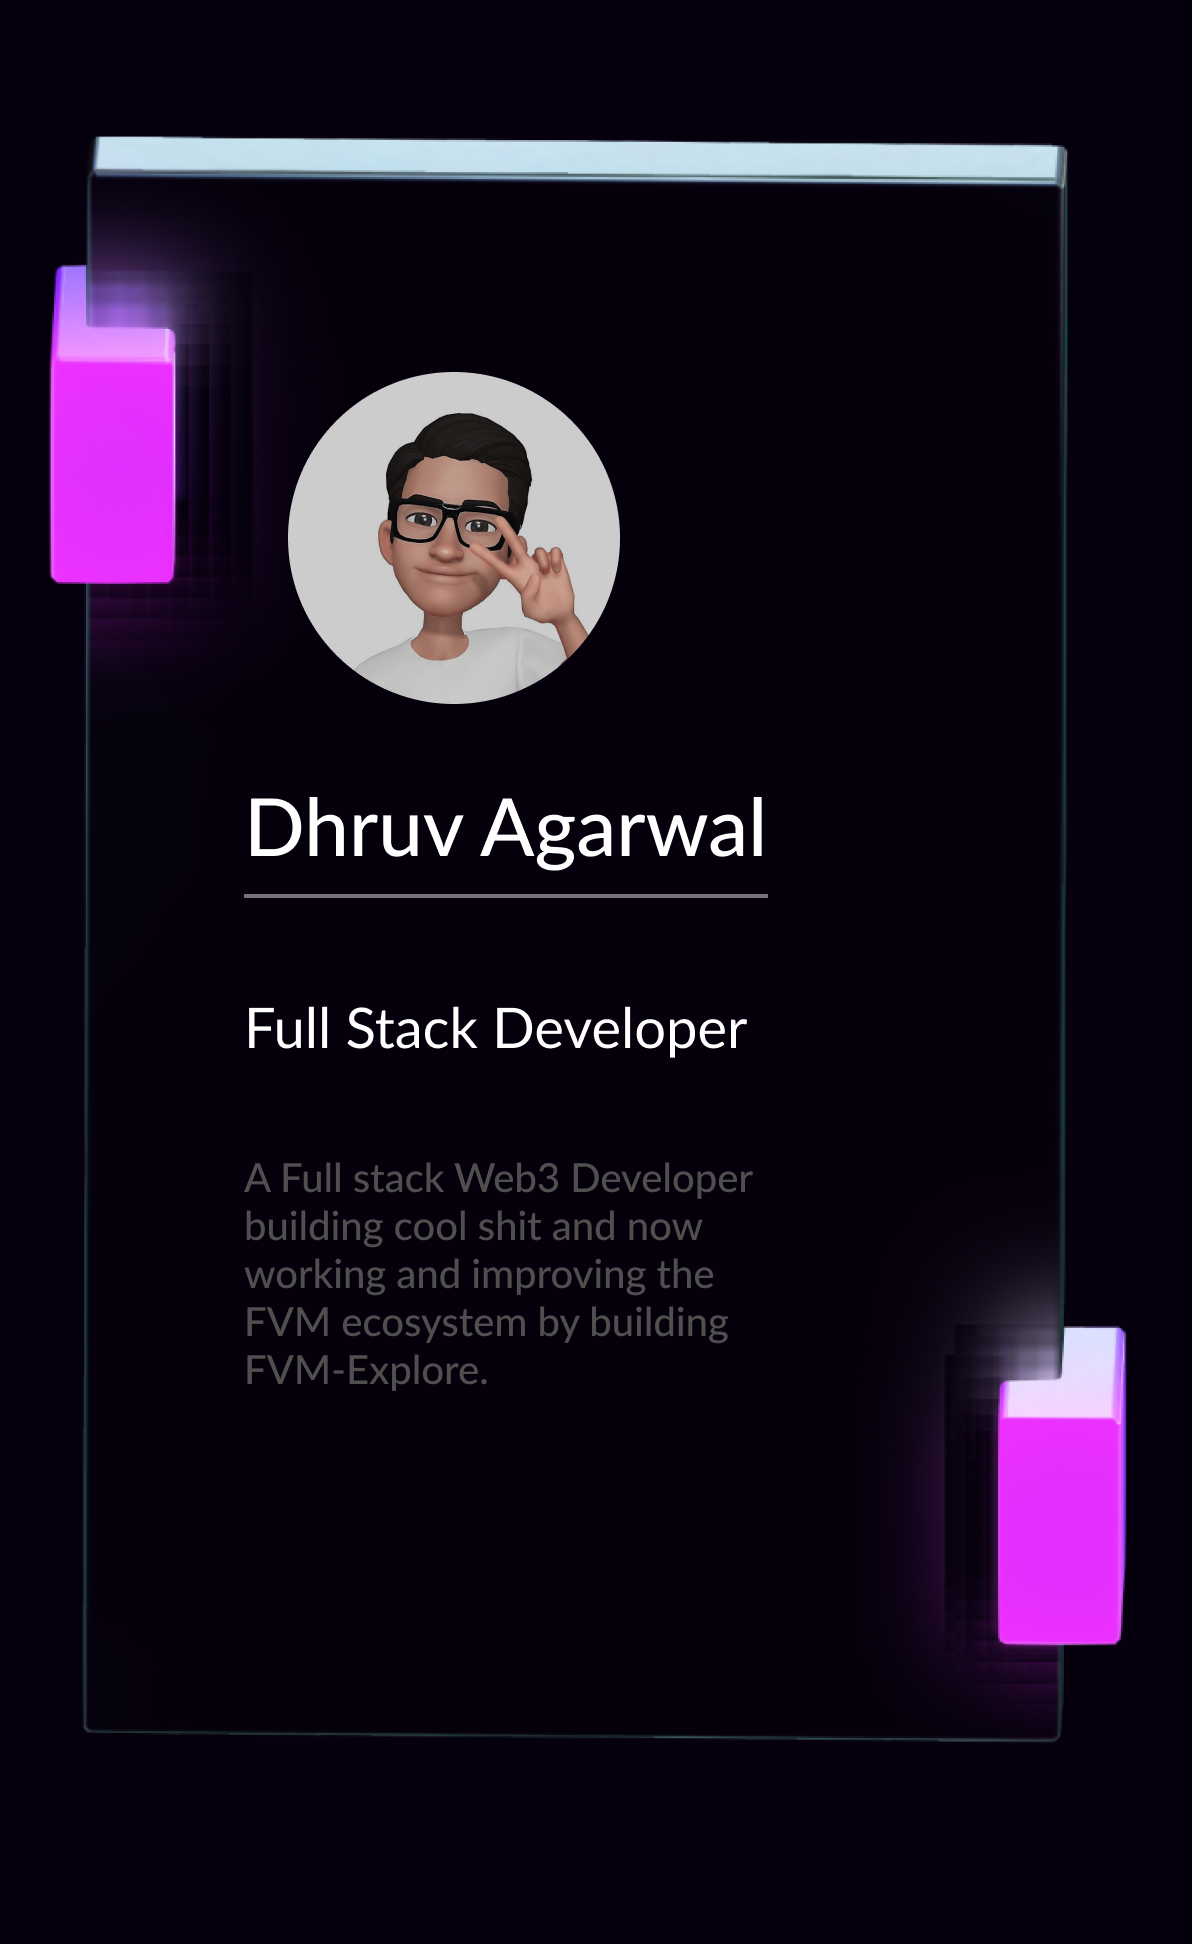 Dhruv Agarwal
Full Stack Developer
A Full stack Web3 Developer
building cool shit and now
working and improving the
FVM ecosystem by building
FVM-Explore.